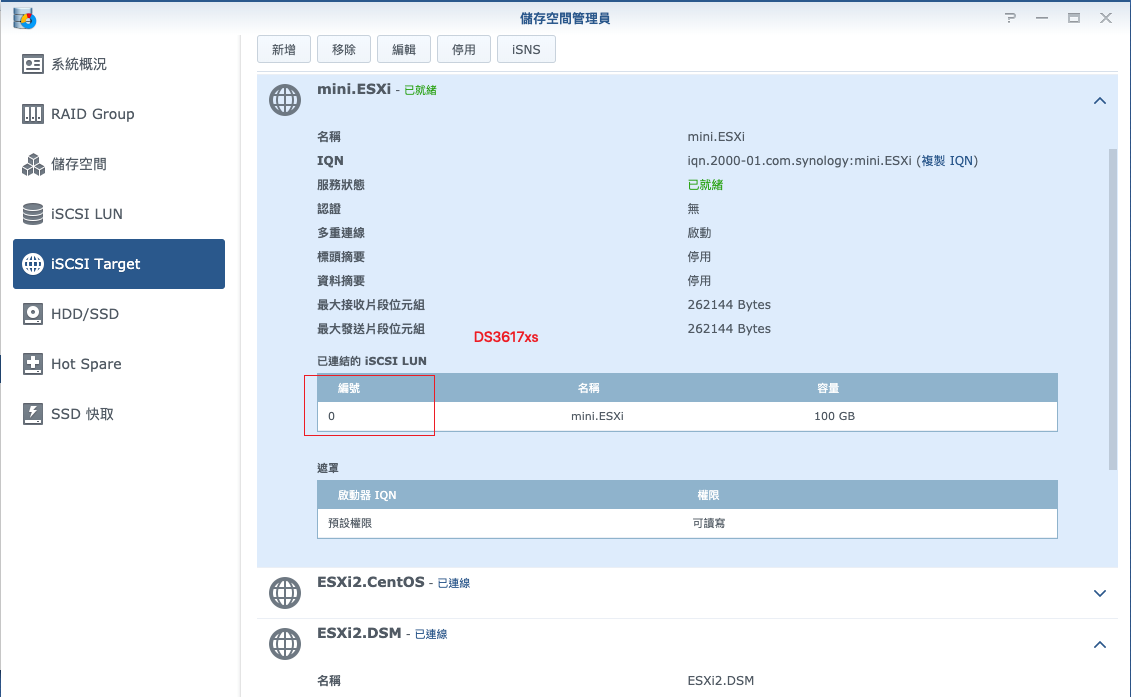 儲存空間管理員
系統概況
RAID Group
儲存空間
iSCSI LUN
iSCSI Target
HDD/SSD
Hot Spare
SSD 快取
新增 移除 編輯 停用 iSNS
mini.ESXi - 已就緒
名稱 mini.ESXi
IQN iqn.2000-01.com.synology:mini.ESXi (複製 IQN)
服務狀態 已就緒
認證 無
多重連線 啟動
標頭摘要 停用
資料摘要 停用
最大接收片段位元組 262144 Bytes
最大發送片段位元組 262144 Bytes
DS3617xs
已連結的 iSCSI LUN
編號 名稱 容量
0 mini.ESXi 100 GB
遮罩
啟動器 IQN 權限
預設權限 可讀寫
ESXi2.CentOS - 已連線
ESXi2.DSM - 已連線
名稱 ESXi2.DSM